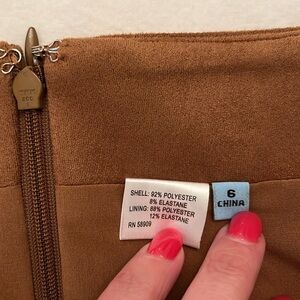 SHELL: 92% POLYESTER
8% ELASTANE
LINING: 88% POLYESTER
12% ELASTANE
RN 58909
6
CHINA